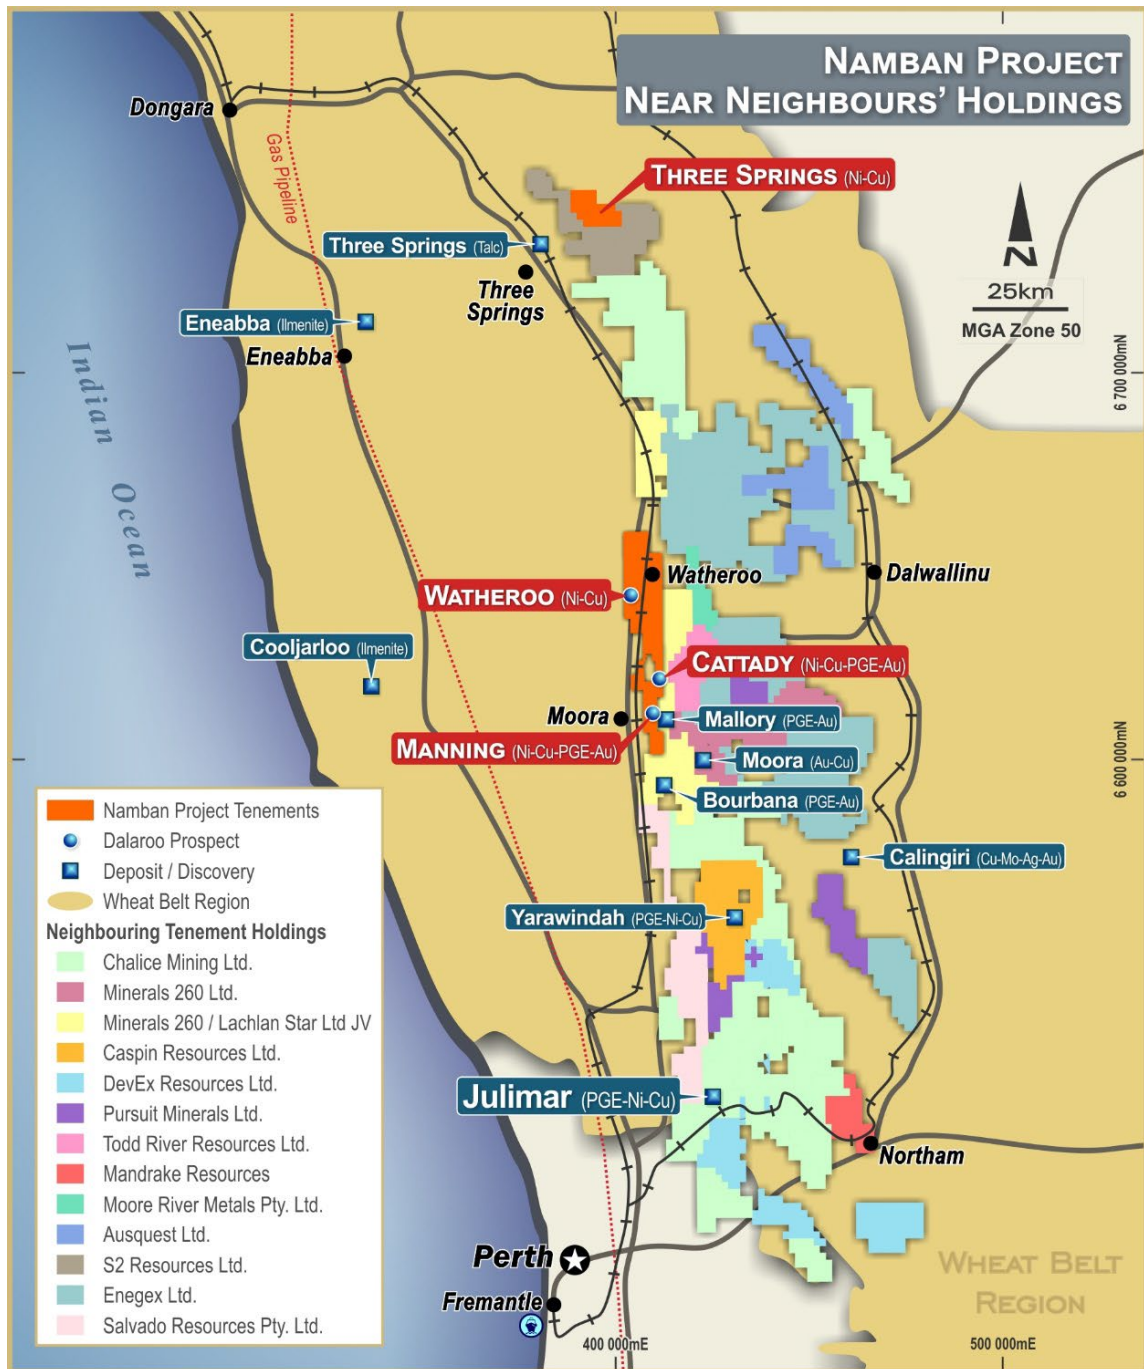 NAMBAN PROJECT
NEAR NEIGHBOURS' HOLDINGS
Dongara
Gas Pipeline
THREE SPRINGS (Ni-Cu)
Three Springs (Talc)
Three
Springs
N
25km
MGA Zone 50
Eneabba (Ilmenite)
Eneabba
Indian Ocean
6 700 000mN
Watheroo
Dalwallinu
WATHEROO (Ni-Cu)
Cooljarloo (Ilmenite)
CATTADY (Ni-Cu-PGE-Au)
Moora
Mallory (PGE-Au)
MANNING (Ni-Cu-PGE-Au)
Moora (Au-Cu)
6 600 000mN
Bourbana (PGE-Au)
Calingiri (Cu-Mo-Ag-Au)
Yarawindah (PGE-Ni-Cu)
Julimar (PGE-Ni-Cu)
Northam
Perth
Fremantle
WHEAT BELT
REGION
400 000mE
500 000mE
Namban Project Tenements
Dalaroo Prospect
Deposit / Discovery
Wheat Belt Region
Neighbouring Tenement Holdings
Chalice Mining Ltd.
Minerals 260 Ltd.
Minerals 260 / Lachlan Star Ltd JV
Caspin Resources Ltd.
DevEx Resources Ltd.
Pursuit Minerals Ltd.
Todd River Resources Ltd.
Mandrake Resources
Moore River Metals Pty. Ltd.
Ausquest Ltd.
S2 Resources Ltd.
Enegex Ltd.
Salvado Resources Pty. Ltd.